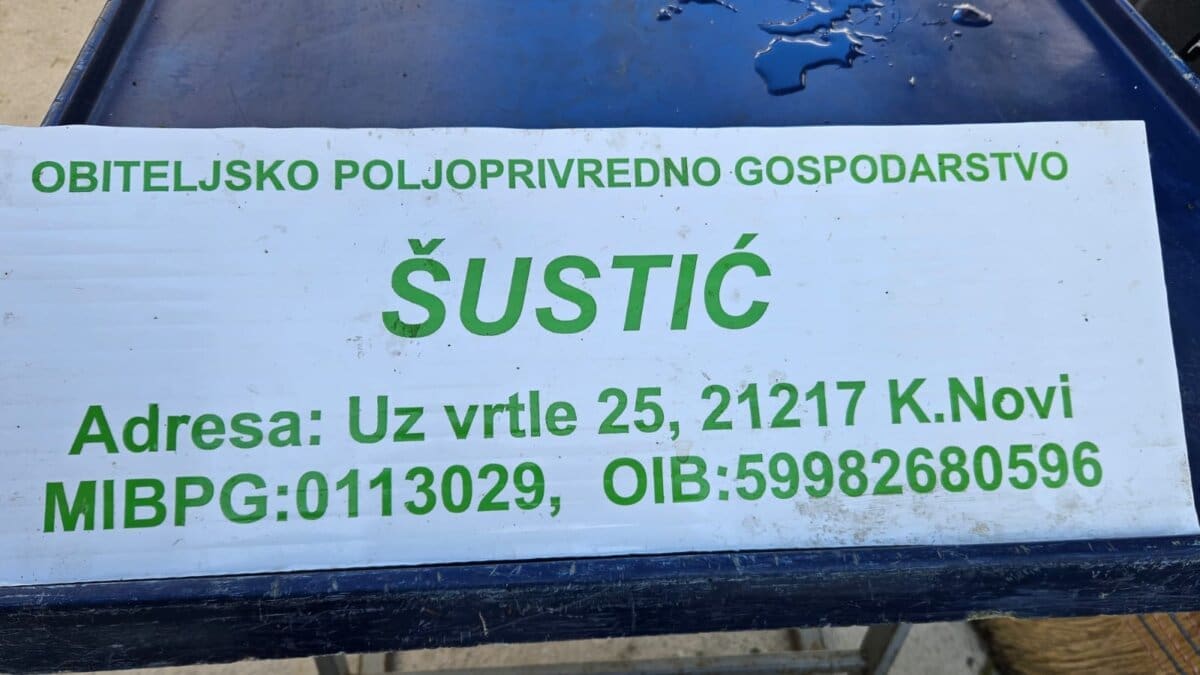 OBITELJSKO POLJOPRIVREDNO GOSPODARSTVO
ŠUSTIĆ
Adresa: Uz vrtle 25, 21217 K.Novi
MIBPG:0113029, OIB:59982680596